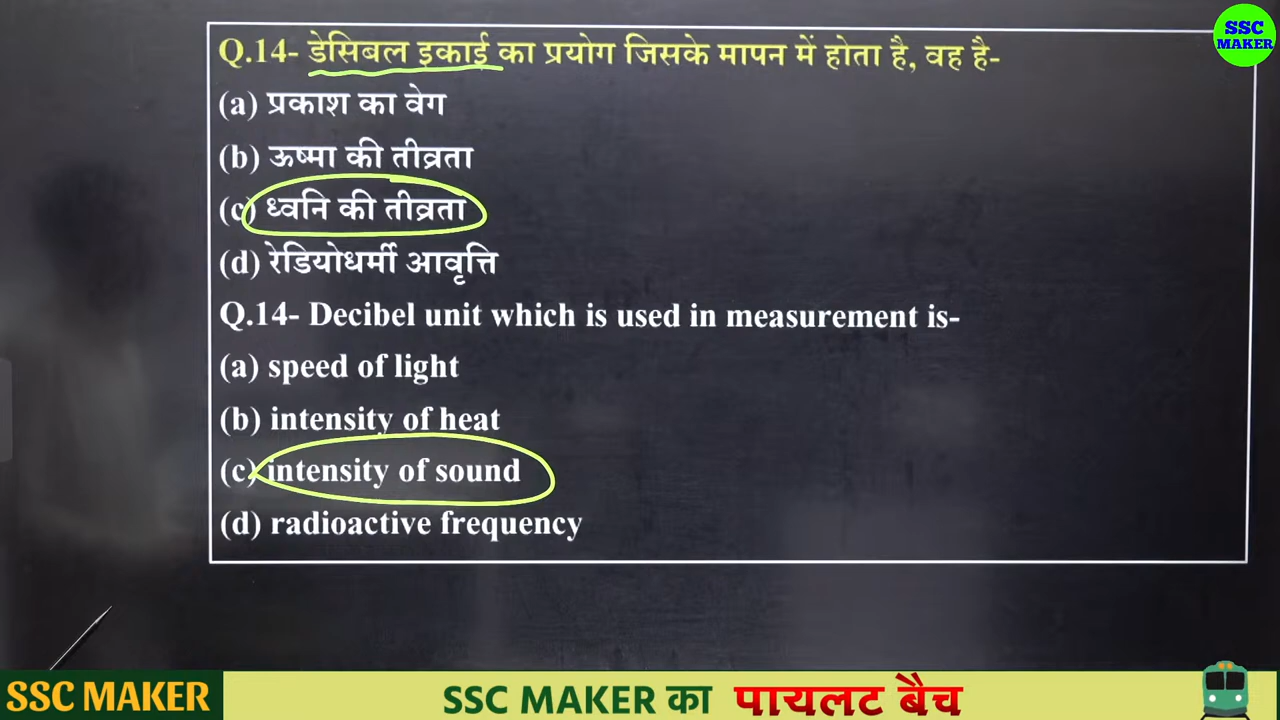 SSC
MAKER
Q.14- डेसिबल इकाई का प्रयोग जिसके मापन में होता है, वह है-
(a) प्रकाश का वेग
(b) ऊष्मा की तीव्रता
(c) ध्वनि की तीव्रता
(d) रेडियोधर्मी आवृत्ति
Q.14- Decibel unit which is used in measurement is-
(a) speed of light
(b) intensity of heat
(c) intensity of sound
(d) radioactive frequency
SSC MAKER SSC MAKER का पायलट बैच